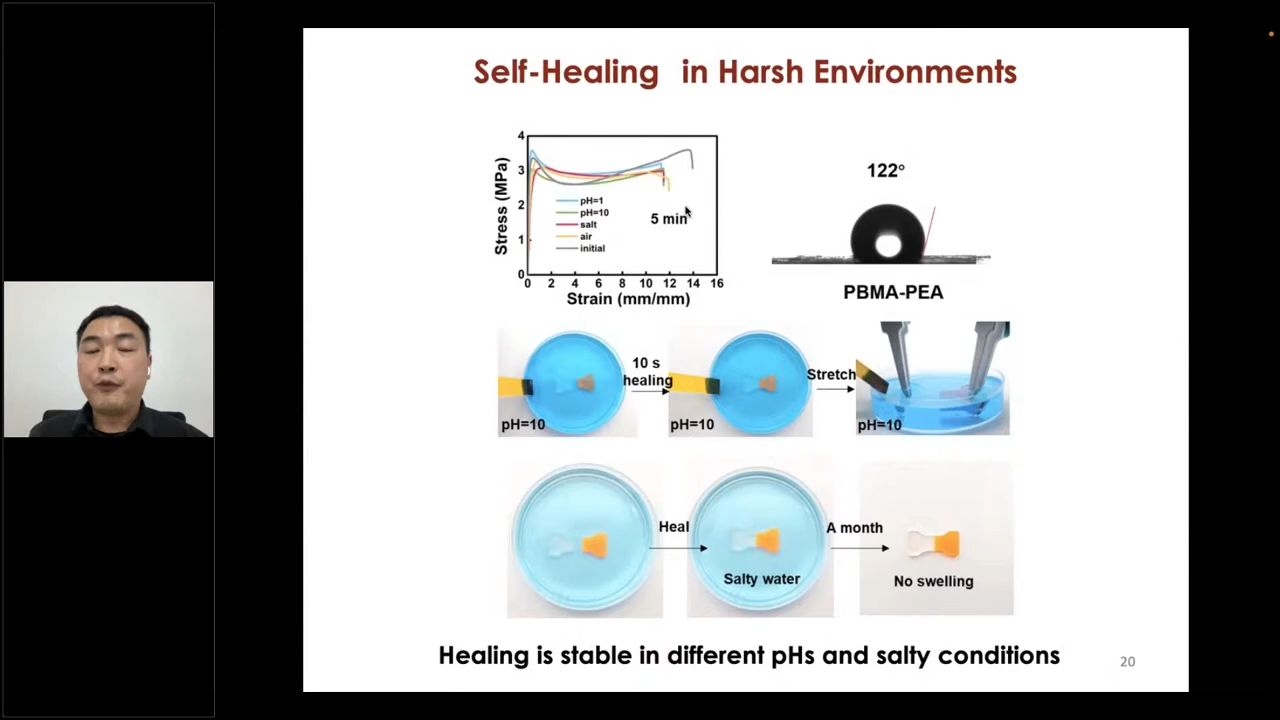 Self-Healing in Harsh Environments
4
3
2
1
0
Stress (MPa)
pH=1
pH=10
salt
air
initial
5 min
0 2 4 6 8 10 12 14 16
Strain (mm/mm)
122°
PBMA-PEA
pH=10
10 s
healing
pH=10
Stretch
pH=10
Heal
Salty water
A month
No swelling
Healing is stable in different pHs and salty conditions
20